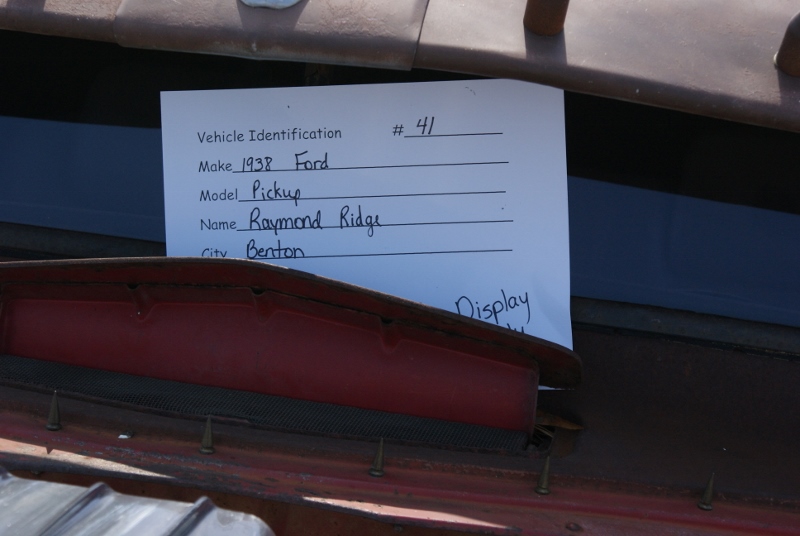 Vehicle Identification # 41
Make 1938 Ford
Model Pickup
Name Raymond Ridge
City Benton
Display